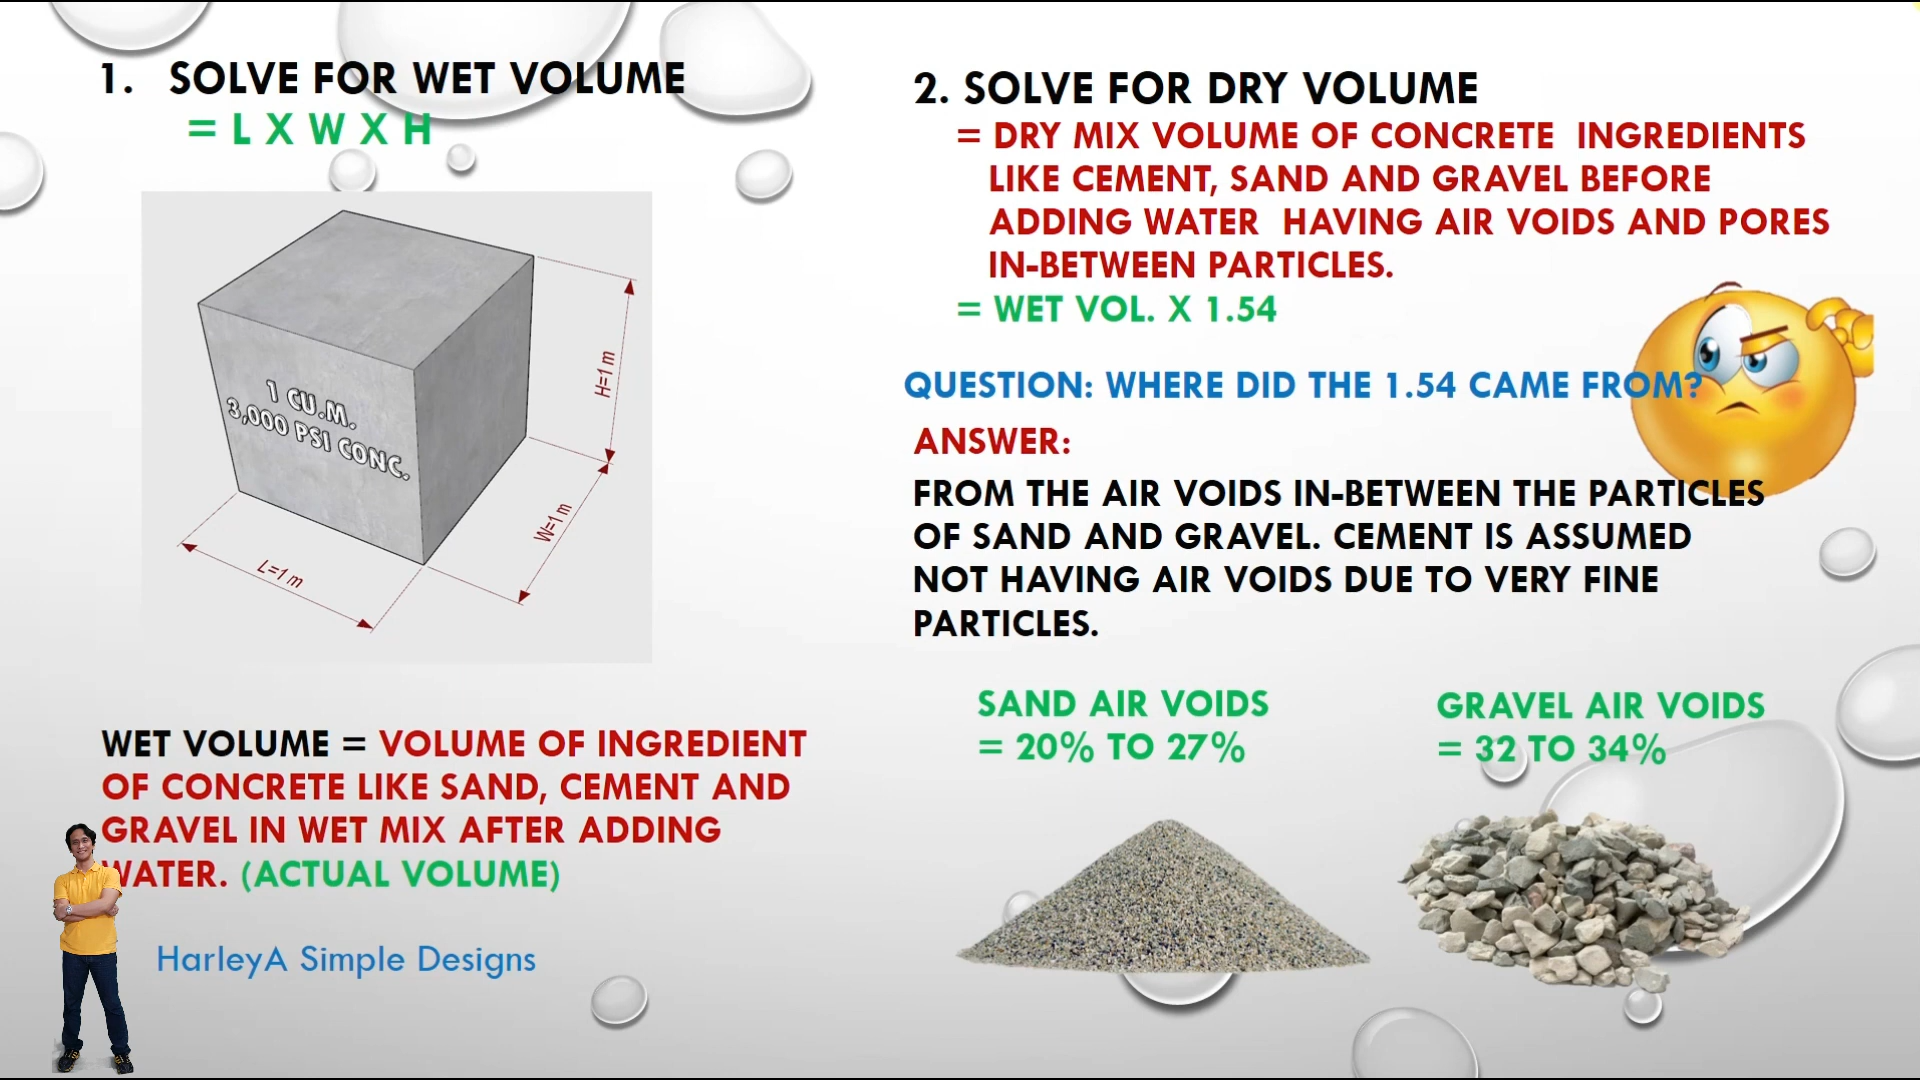 1. SOLVE FOR WET VOLUME
= L X W X H
1 CU.M.
3,000 PSI CONC.
H=1 m
W=1 m
L=1 m
WET VOLUME = VOLUME OF INGREDIENT
OF CONCRETE LIKE SAND, CEMENT AND
GRAVEL IN WET MIX AFTER ADDING
WATER. (ACTUAL VOLUME)
HarleyA Simple Designs
2. SOLVE FOR DRY VOLUME
= DRY MIX VOLUME OF CONCRETE INGREDIENTS
LIKE CEMENT, SAND AND GRAVEL BEFORE
ADDING WATER HAVING AIR VOIDS AND PORES
IN-BETWEEN PARTICLES.
= WET VOL. X 1.54
QUESTION: WHERE DID THE 1.54 CAME FROM?
ANSWER:
FROM THE AIR VOIDS IN-BETWEEN THE PARTICLES
OF SAND AND GRAVEL. CEMENT IS ASSUMED
NOT HAVING AIR VOIDS DUE TO VERY FINE
PARTICLES.
SAND AIR VOIDS
= 20% TO 27%
GRAVEL AIR VOIDS
= 32 TO 34%